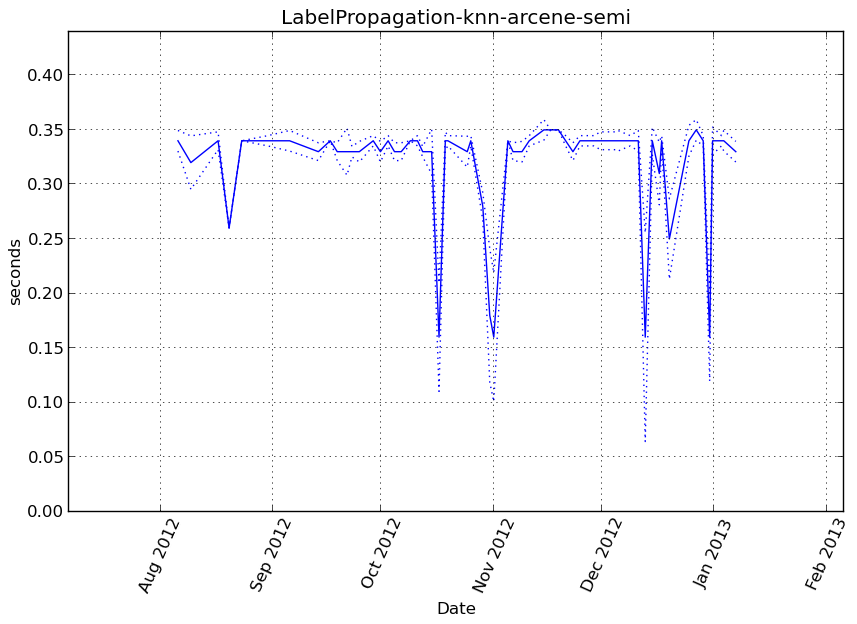 LabelPropagation-knn-arcene-semi
0.40
0.35
0.30
0.25
0.20
0.15
0.10
0.05
0.00
seconds
Aug 2012
Sep 2012
Oct 2012
Nov 2012
Dec 2012
Jan 2013
Feb 2013
Date